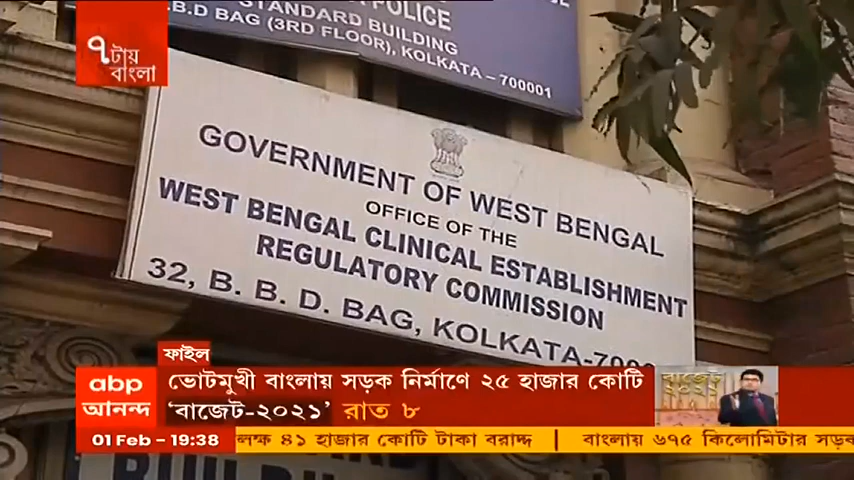 POLICE
STANDARD BUILDING
B.B.D BAG (3RD FLOOR), KOLKATA - 700001
৭টায়
বাংলা
GOVERNMENT OF WEST BENGAL
OFFICE OF THE
WEST BENGAL CLINICAL ESTABLISHMENT
REGULATORY COMMISSION
32, B. B. D. BAG, KOLKATA-700
ফাইল
abp
আনন্দ
ভোটমুখী বাংলায় সড়ক নির্মাণে ২৫ হাজার কোটি
‘বাজেট-২০২১’ রাত ৮
01 Feb - 19:38
লক্ষ ৪১ হাজার কোটি টাকা বরাদ্দ | বাংলায় ৬৭৫ কিলোমিটার সড়ক